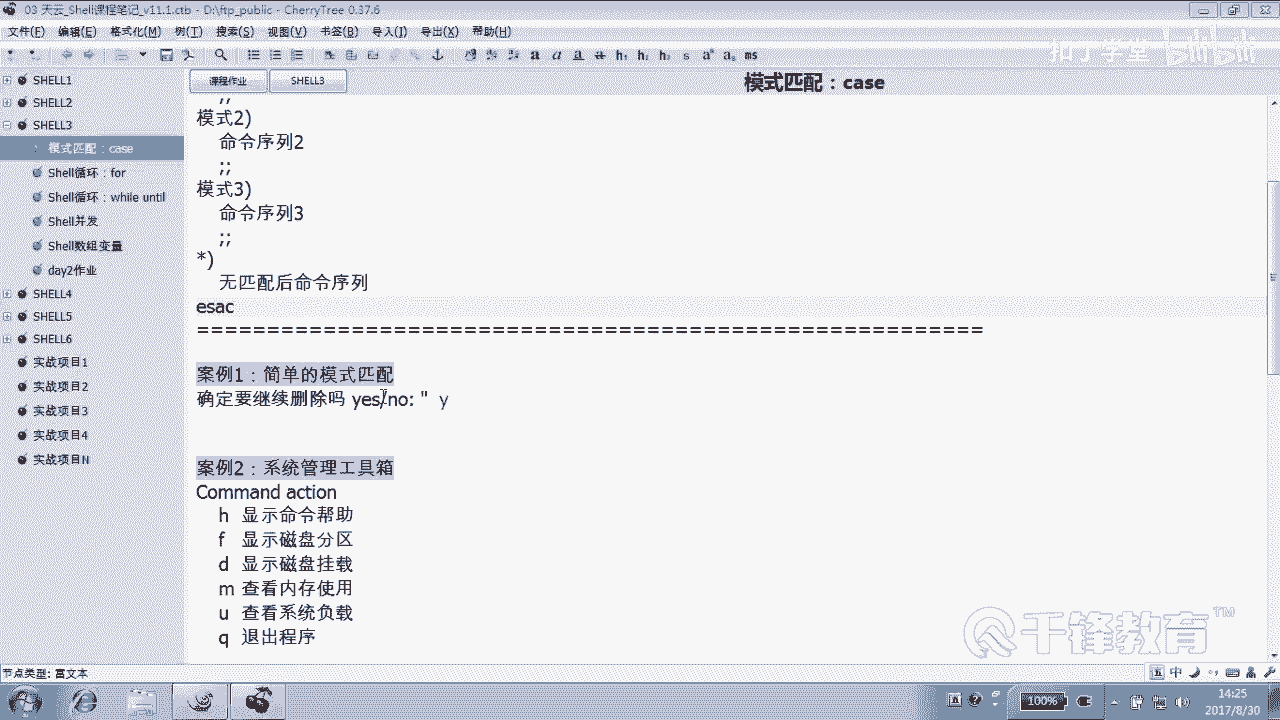 03 天云_Shell课程笔记_v11.1.ctb - D:\ftp_public - CherryTree 0.37.6
文件(F) 编辑(E) 格式化(M) 树(T) 搜索(S) 视图(V) 书签(B) 导入(I) 导出(X) 帮助(H)
扣丁学堂 bilibili
a a a a h₁ h₂ h₃ s aᵃ aₐ ms
SHELL1
SHELL2
SHELL3
模式匹配：case
Shell循环：for
Shell循环：while until
Shell并发
Shell数组变量
day2作业
SHELL4
SHELL5
SHELL6
实战项目1
实战项目2
实战项目3
实战项目4
实战项目N
课程作业 SHELL3
模式匹配：case
;;
模式2)
命令序列2
;;
模式3)
命令序列3
;;
*)
无匹配后命令序列
esac
========================================================
案例1：简单的模式匹配
确定要继续删除吗 yes/no: " y
案例2：系统管理工具箱
Command action
h 显示命令帮助
f 显示磁盘分区
d 显示磁盘挂载
m 查看内存使用
u 查看系统负载
q 退出程序
千锋教育™
节点类型: 富文本
中
100%
14:25
2017/8/30